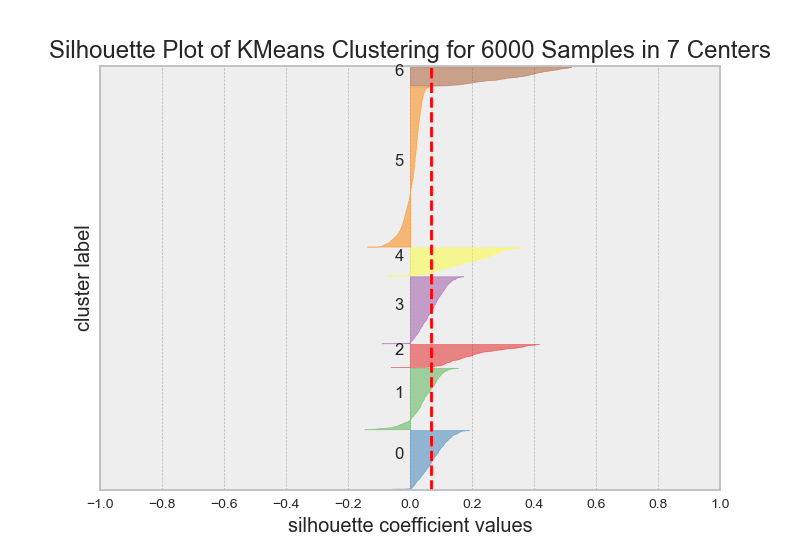 Silhouette Plot of KMeans Clustering for 6000 Samples in 7 Centers
6
5
4
3
2
1
0
cluster label
−1.0 −0.8 −0.6 −0.4 −0.2 0.0 0.2 0.4 0.6 0.8 1.0
silhouette coefficient values